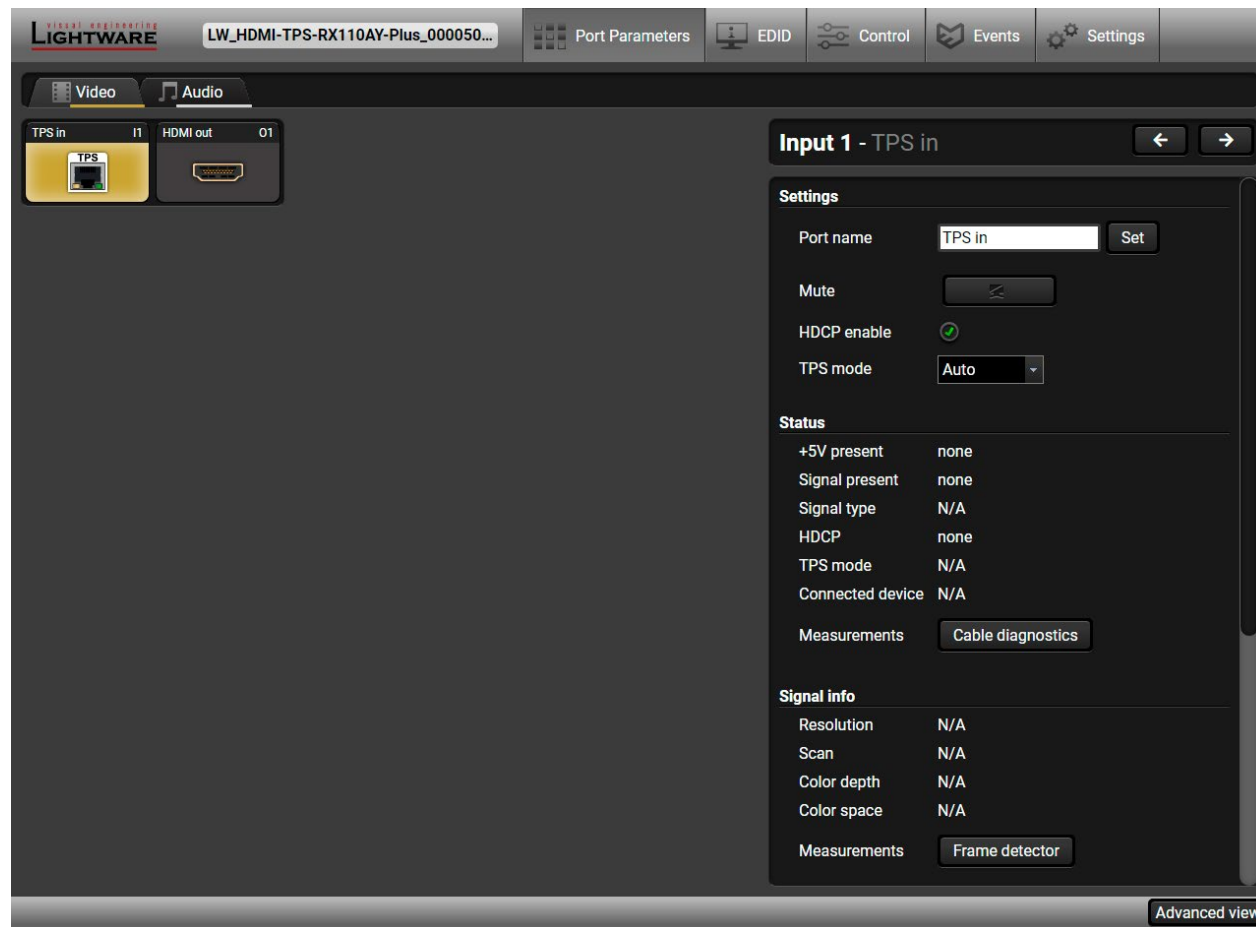 visual engineering
LIGHTWARE
LW_HDMI-TPS-RX110AY-Plus_000050...
Port Parameters
EDID
Control
Events
Settings
Video
Audio
TPS in I1
HDMI out O1
TPS
Input 1 - TPS in
Settings
Port name TPS in Set
Mute
HDCP enable
TPS mode Auto
Status
+5V present none
Signal present none
Signal type N/A
HDCP none
TPS mode N/A
Connected device N/A
Measurements Cable diagnostics
Signal info
Resolution N/A
Scan N/A
Color depth N/A
Color space N/A
Measurements Frame detector
Advanced view